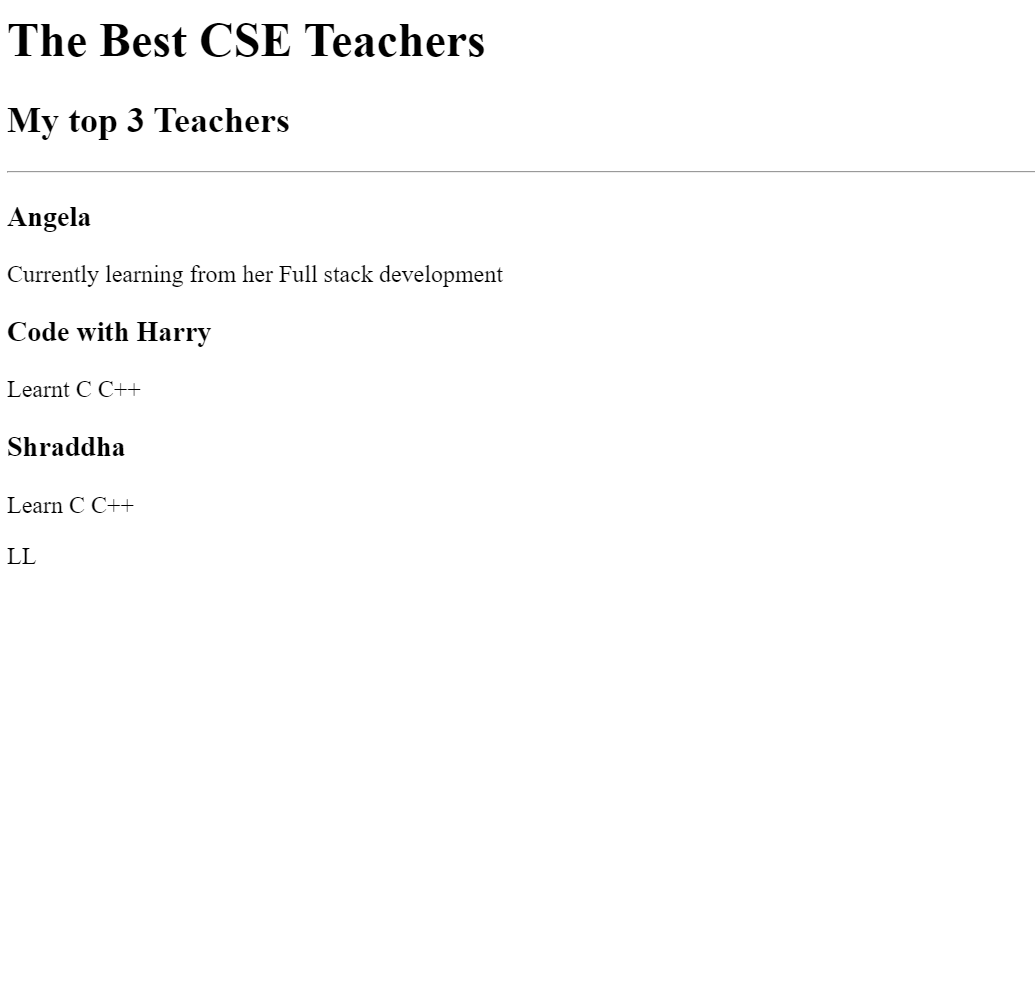 The Best CSE Teachers
My top 3 Teachers
Angela
Currently learning from her Full stack development
Code with Harry
Learnt C C++
Shraddha
Learn C C++
LL